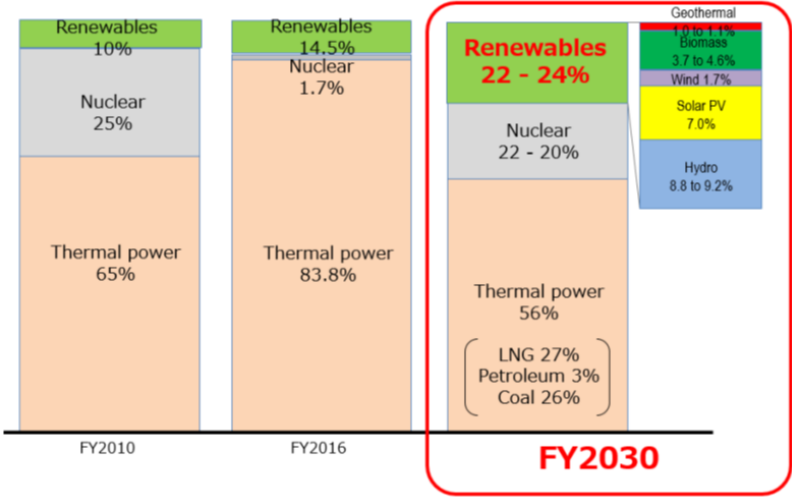 Renewables
10%
Nuclear
25%
Thermal power
65%
FY2010
Renewables
14.5%
Nuclear
1.7%
Thermal power
83.8%
FY2016
Renewables
22 - 24%
Nuclear
22 - 20%
Thermal power
56%
LNG 27%
Petroleum 3%
Coal 26%
FY2030
Geothermal
1.0 to 1.1%
Biomass
3.7 to 4.6%
Wind 1.7%
Solar PV
7.0%
Hydro
8.8 to 9.2%